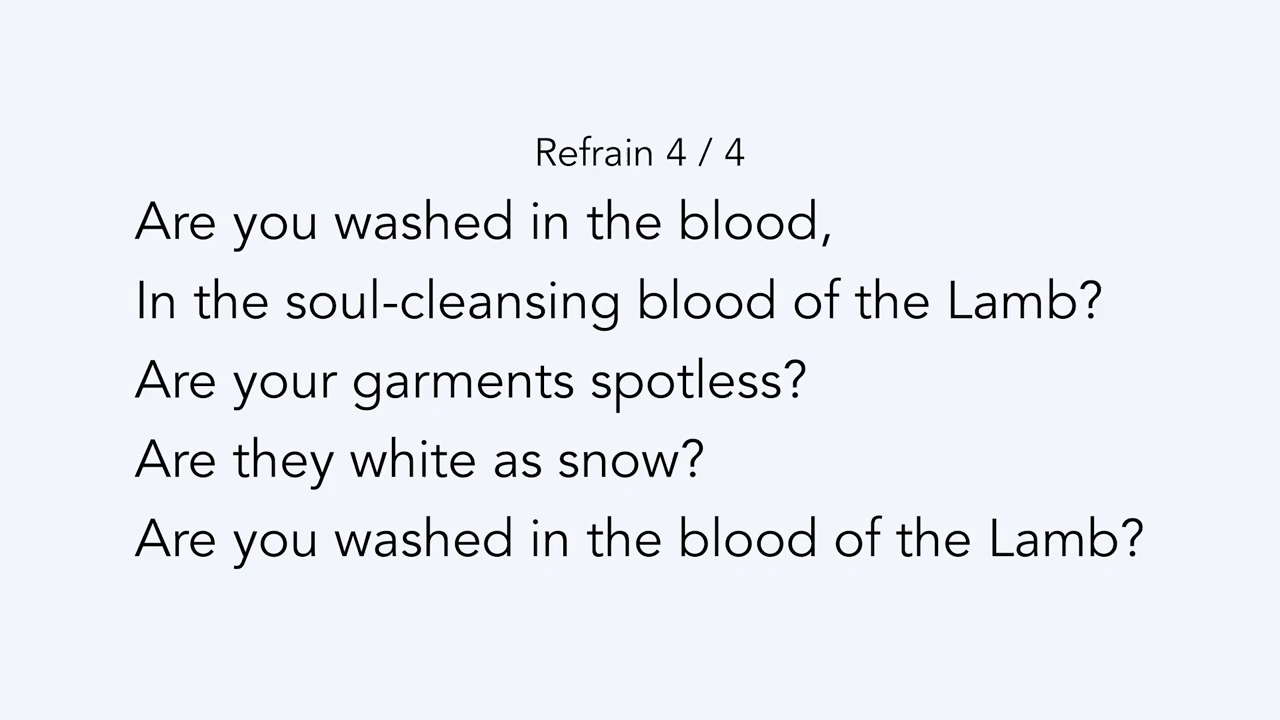 Refrain 4 / 4
Are you washed in the blood,
In the soul-cleansing blood of the Lamb?
Are your garments spotless?
Are they white as snow?
Are you washed in the blood of the Lamb?